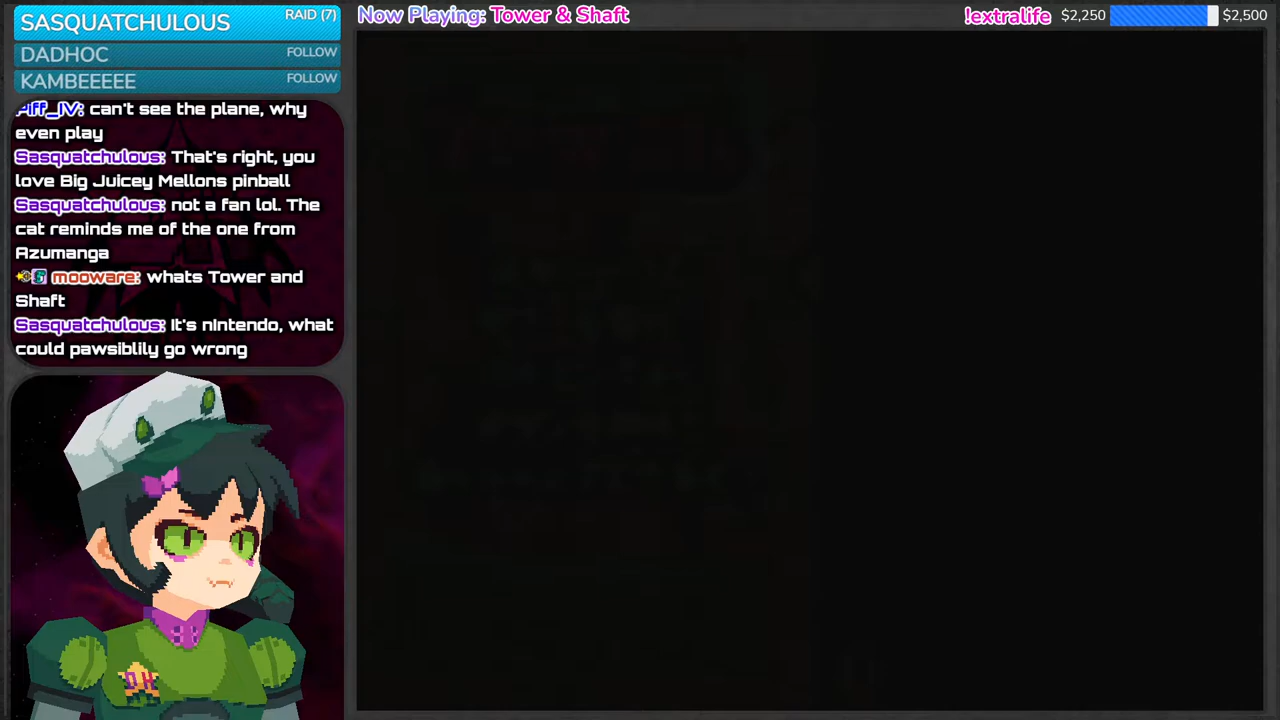 SASQUATCHULOUS RAID (7)
DADHOC FOLLOW
KAMBEEEEE FOLLOW
Now Playing: Tower & Shaft
!extralife $2,250 $2,500
Piff_IV: can't see the plane, why
even play
Sasquatchulous: That's right, you
love Big Juicey Mellons pinball
Sasquatchulous: not a fan lol. The
cat reminds me of the one from
Azumanga
mooware: whats Tower and
Shaft
Sasquatchulous: It's nintendo, what
could pawsiblily go wrong
DH